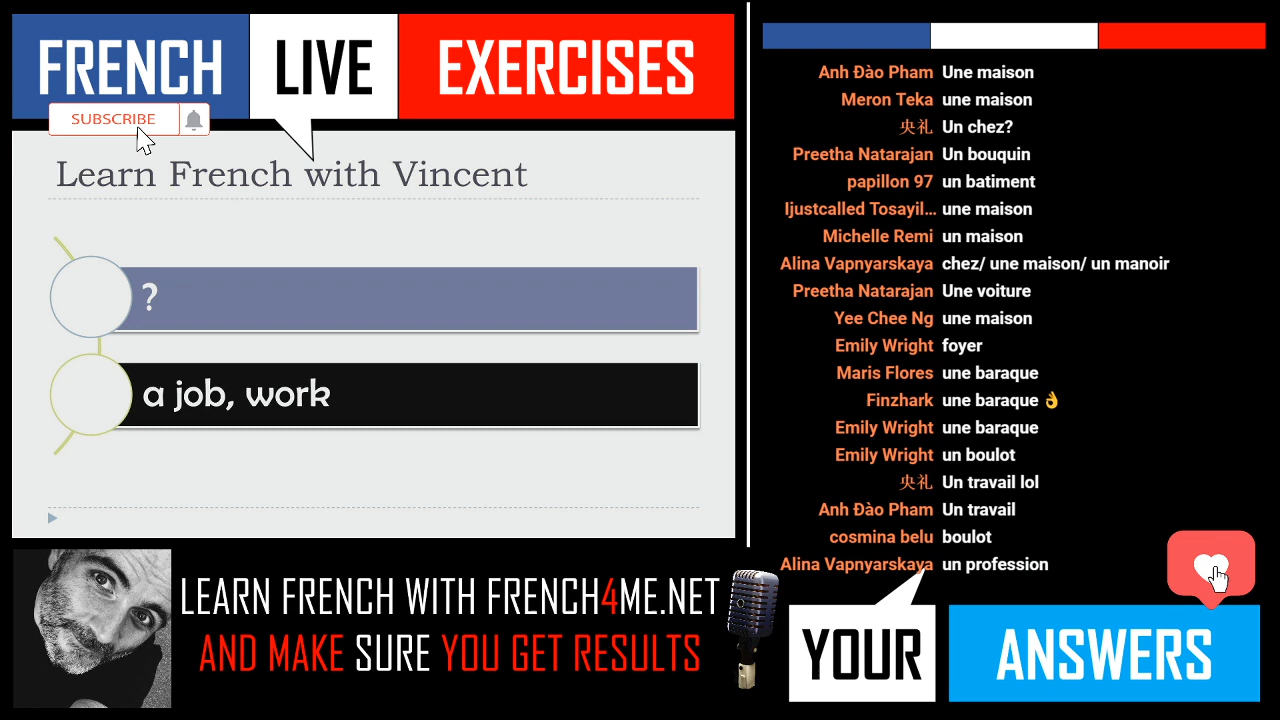 FRENCH LIVE EXERCISES
SUBSCRIBE
Learn French with Vincent
?
a job, work
LEARN FRENCH WITH FRENCH4ME.NET
AND MAKE SURE YOU GET RESULTS
Anh Đào Pham Une maison
Meron Teka une maison
央礼 Un chez?
Preetha Natarajan Un bouquin
papillon 97 un batiment
Ijustcalled Tosayil... une maison
Michelle Remi un maison
Alina Vapnyarskaya chez/ une maison/ un manoir
Preetha Natarajan Une voiture
Yee Chee Ng une maison
Emily Wright foyer
Maris Flores une baraque
Finzhark une baraque 👌
Emily Wright une baraque
Emily Wright un boulot
央礼 Un travail lol
Anh Đào Pham Un travail
cosmina belu boulot
Alina Vapnyarskaya un profession
YOUR ANSWERS